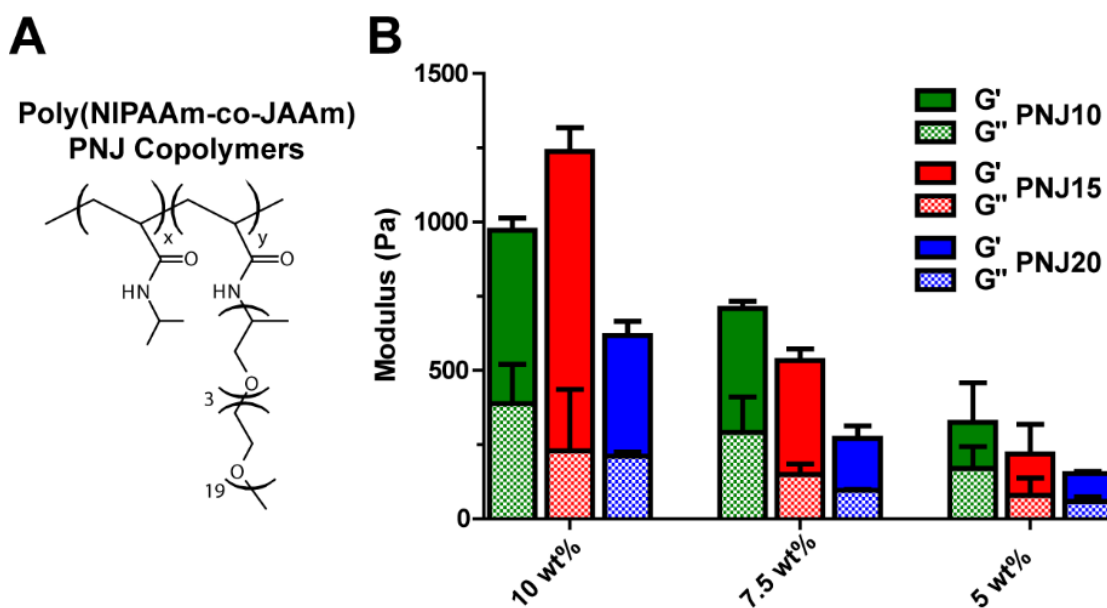 A
Poly(NIPAAm-co-JAAm)
PNJ Copolymers
x
y
O
O
HN
HN
O
3
O
19
B
Modulus (Pa)
1500
1000
500
0
10 wt%
7.5 wt%
5 wt%
G' PNJ10
G"
G' PNJ15
G"
G' PNJ20
G"